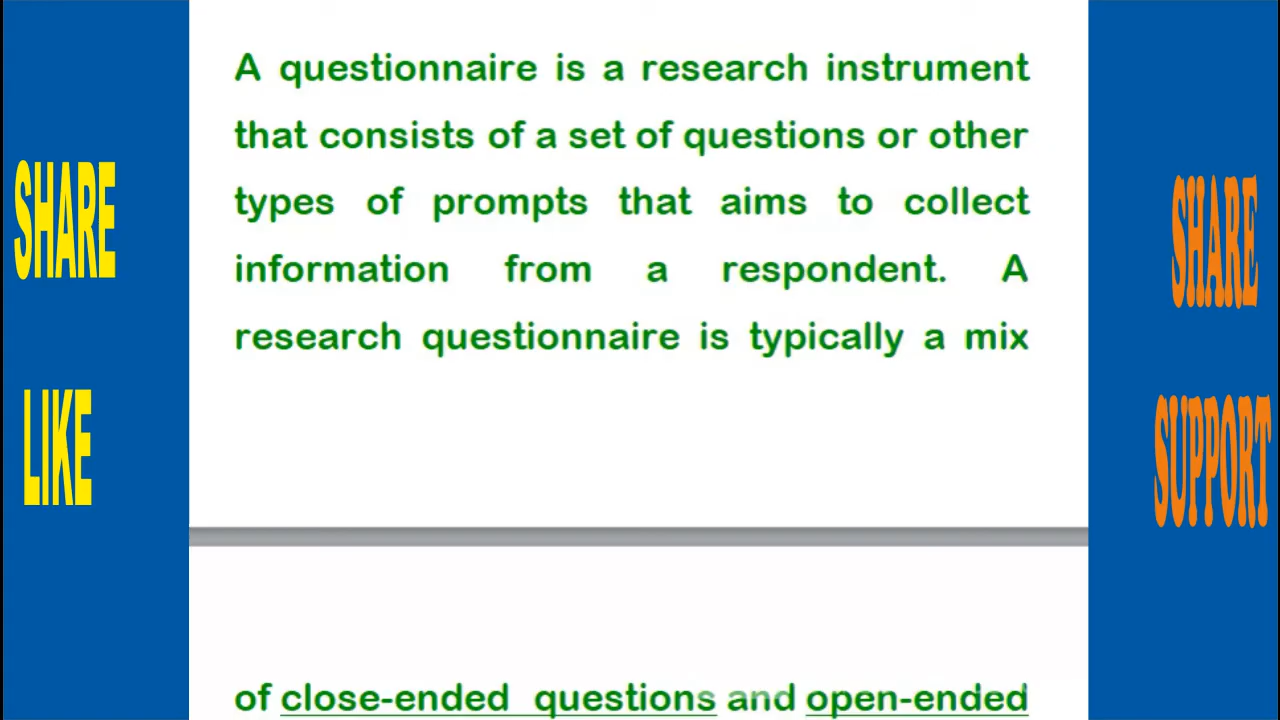 A questionnaire is a research instrument
that consists of a set of questions or other
types of prompts that aims to collect
information from a respondent. A
research questionnaire is typically a mix
of close-ended questions and open-ended
SHARE
LIKE
SHARE
SUPPORT